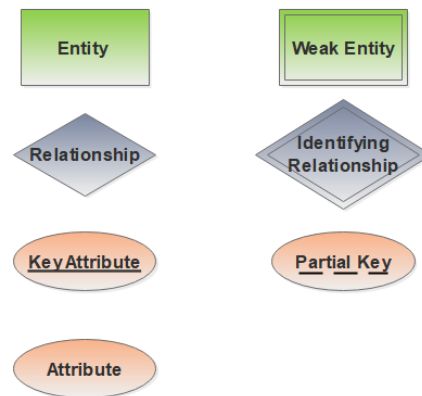 Entity
Weak Entity
Relationship
Identifying
Relationship
Key Attribute
Partial Key
Attribute